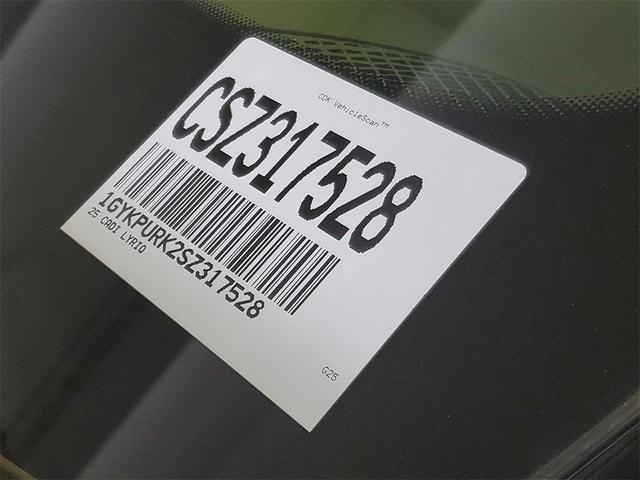 CDK VehicleScan™
CSZ317528
1GYKPURK2SZ317528
25 CADI LYRIQ
G25